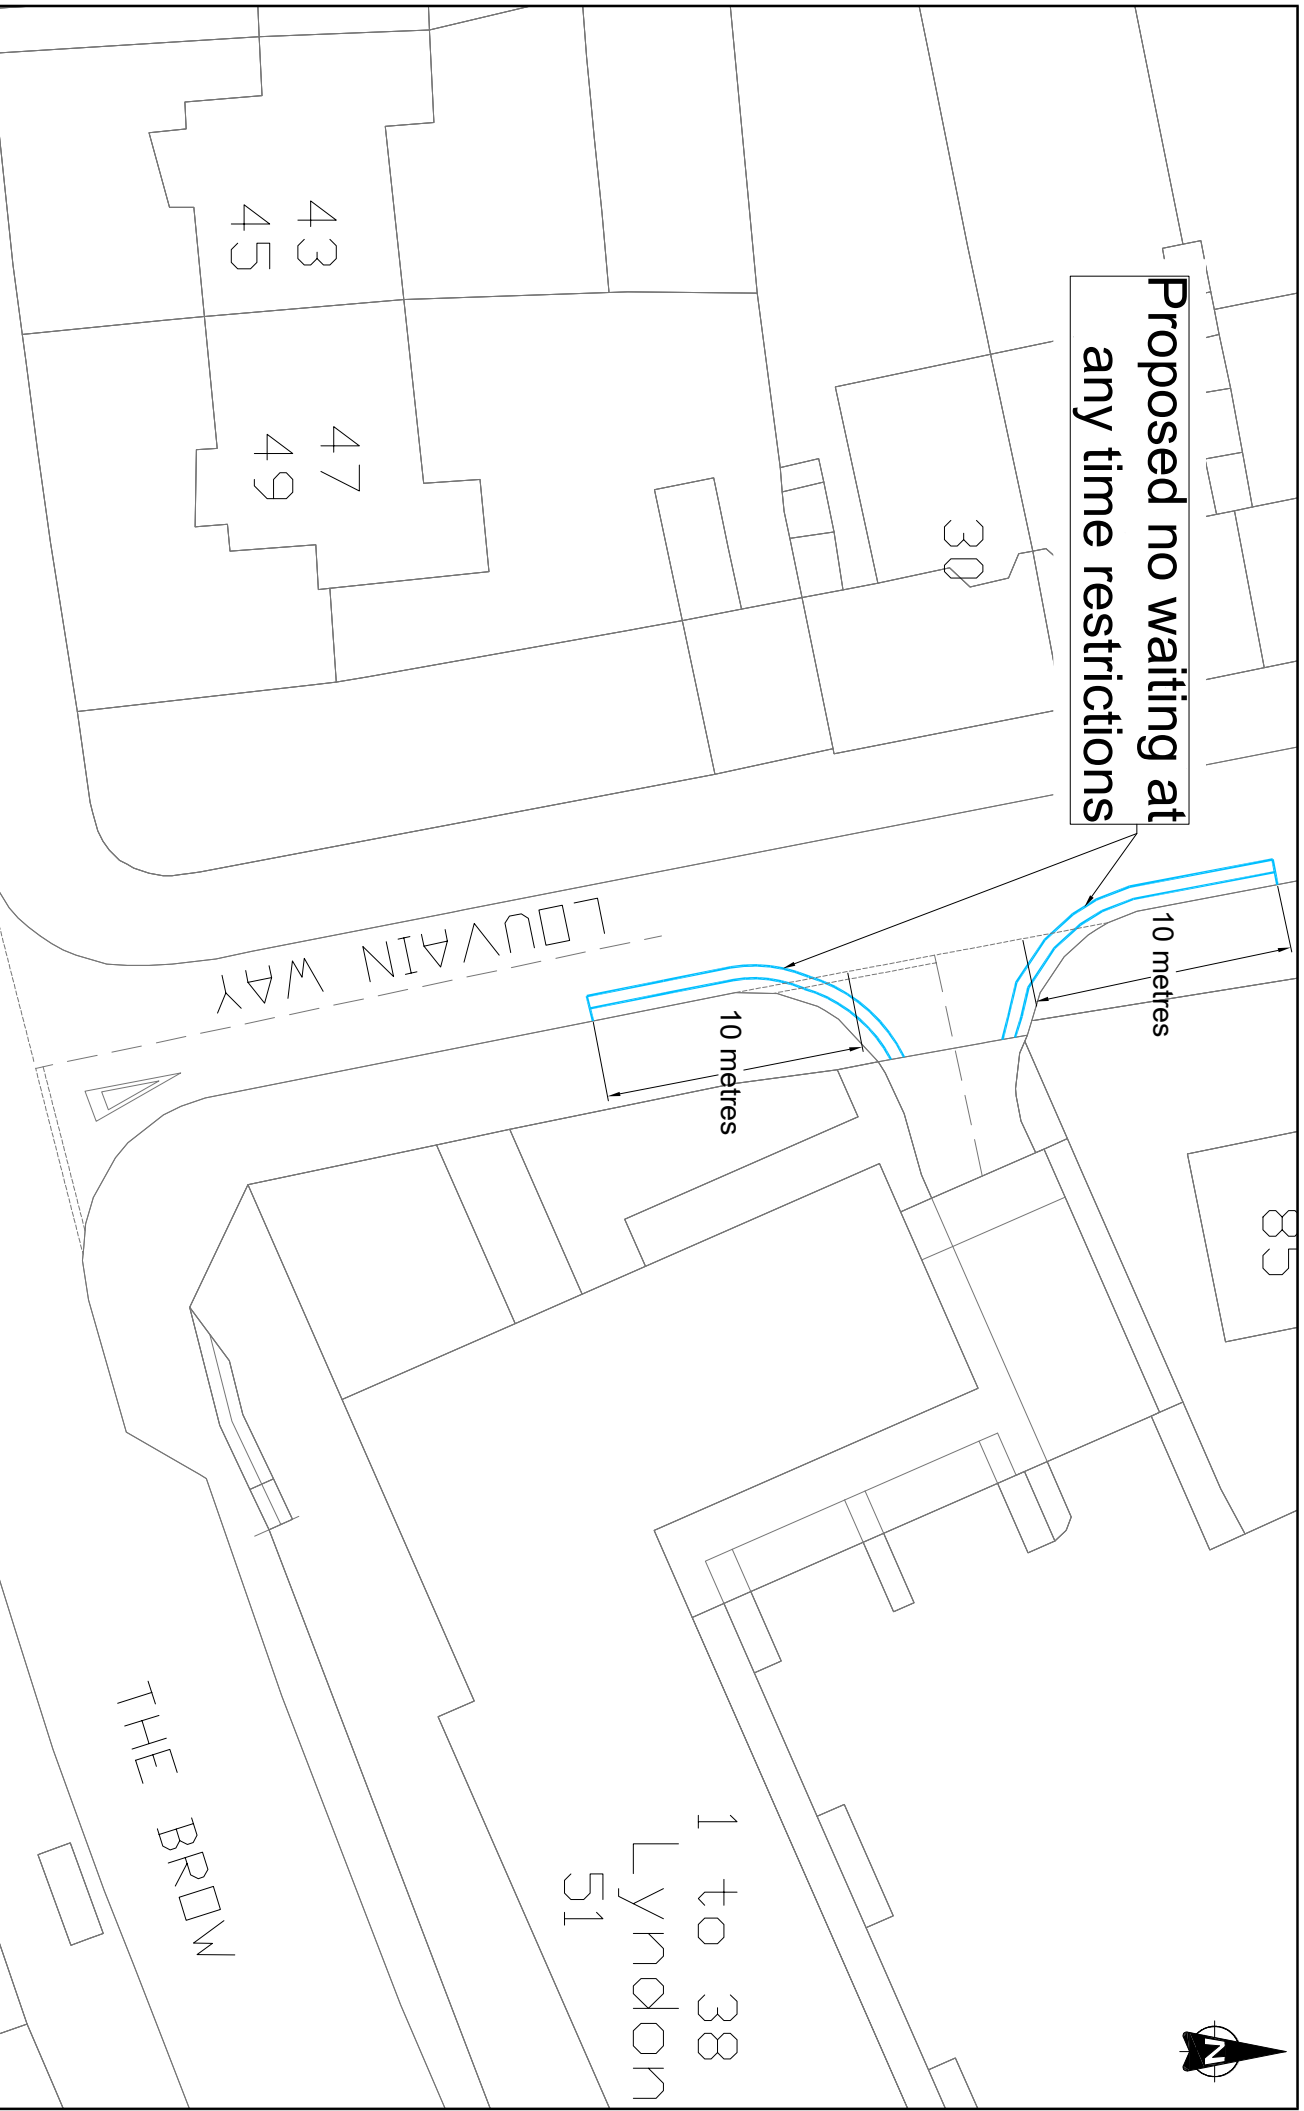 Proposed no waiting at
any time restrictions
10 metres
10 metres
LOUVAIN WAY
THE BROW
43
45
47
49
30
85
1 to 38
Lyndon
51
N